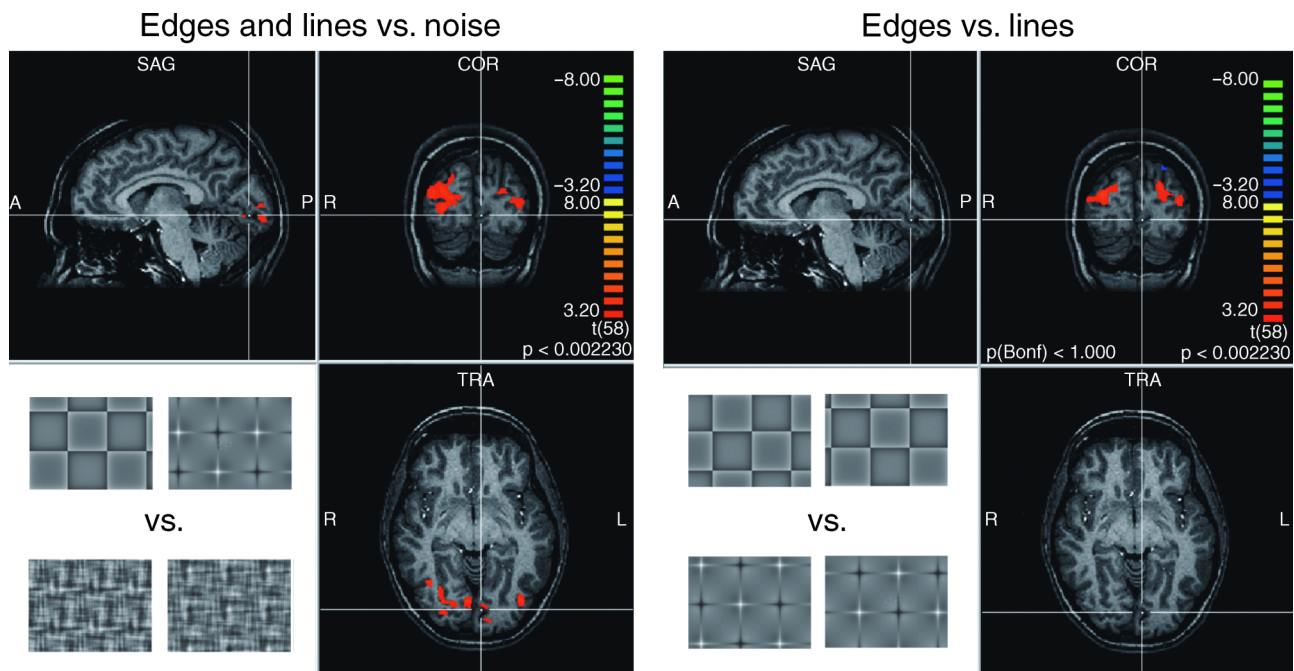 Edges and lines vs. noise
SAG
COR
−8.00
−3.20
8.00
A
P
R
3.20
t(58)
p < 0.002230
TRA
R
L
vs.
Edges vs. lines
SAG
COR
−8.00
−3.20
8.00
A
P
R
3.20
t(58)
p(Bonf) < 1.000
p < 0.002230
TRA
R
L
vs.